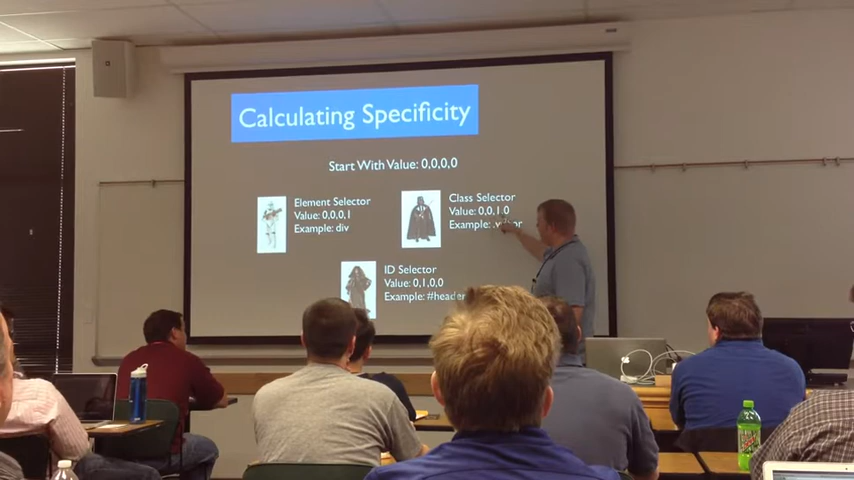 Calculating Specificity
Start With Value: 0,0,0,0
Element Selector
Value: 0,0,0,1
Example: div
Class Selector
Value: 0,0,1,0
Example:
ID Selector
Value: 0,1,0,0
Example: #header